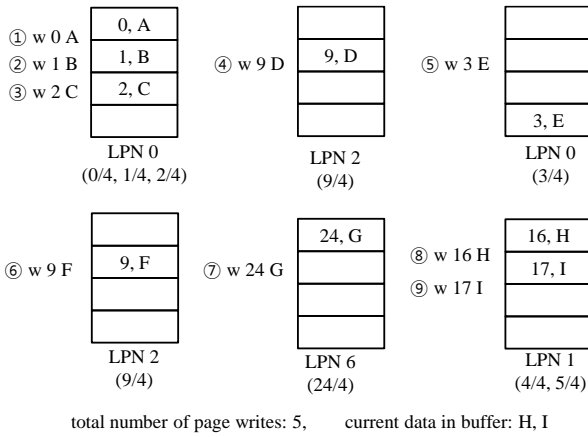 ① w 0 A
② w 1 B
③ w 2 C
0, A
1, B
2, C
LPN 0
(0/4, 1/4, 2/4)
④ w 9 D
9, D
LPN 2
(9/4)
⑤ w 3 E
3, E
LPN 0
(3/4)
⑥ w 9 F
9, F
LPN 2
(9/4)
⑦ w 24 G
24, G
LPN 6
(24/4)
⑧ w 16 H
⑨ w 17 I
16, H
17, I
LPN 1
(4/4, 5/4)
total number of page writes: 5, current data in buffer: H, I